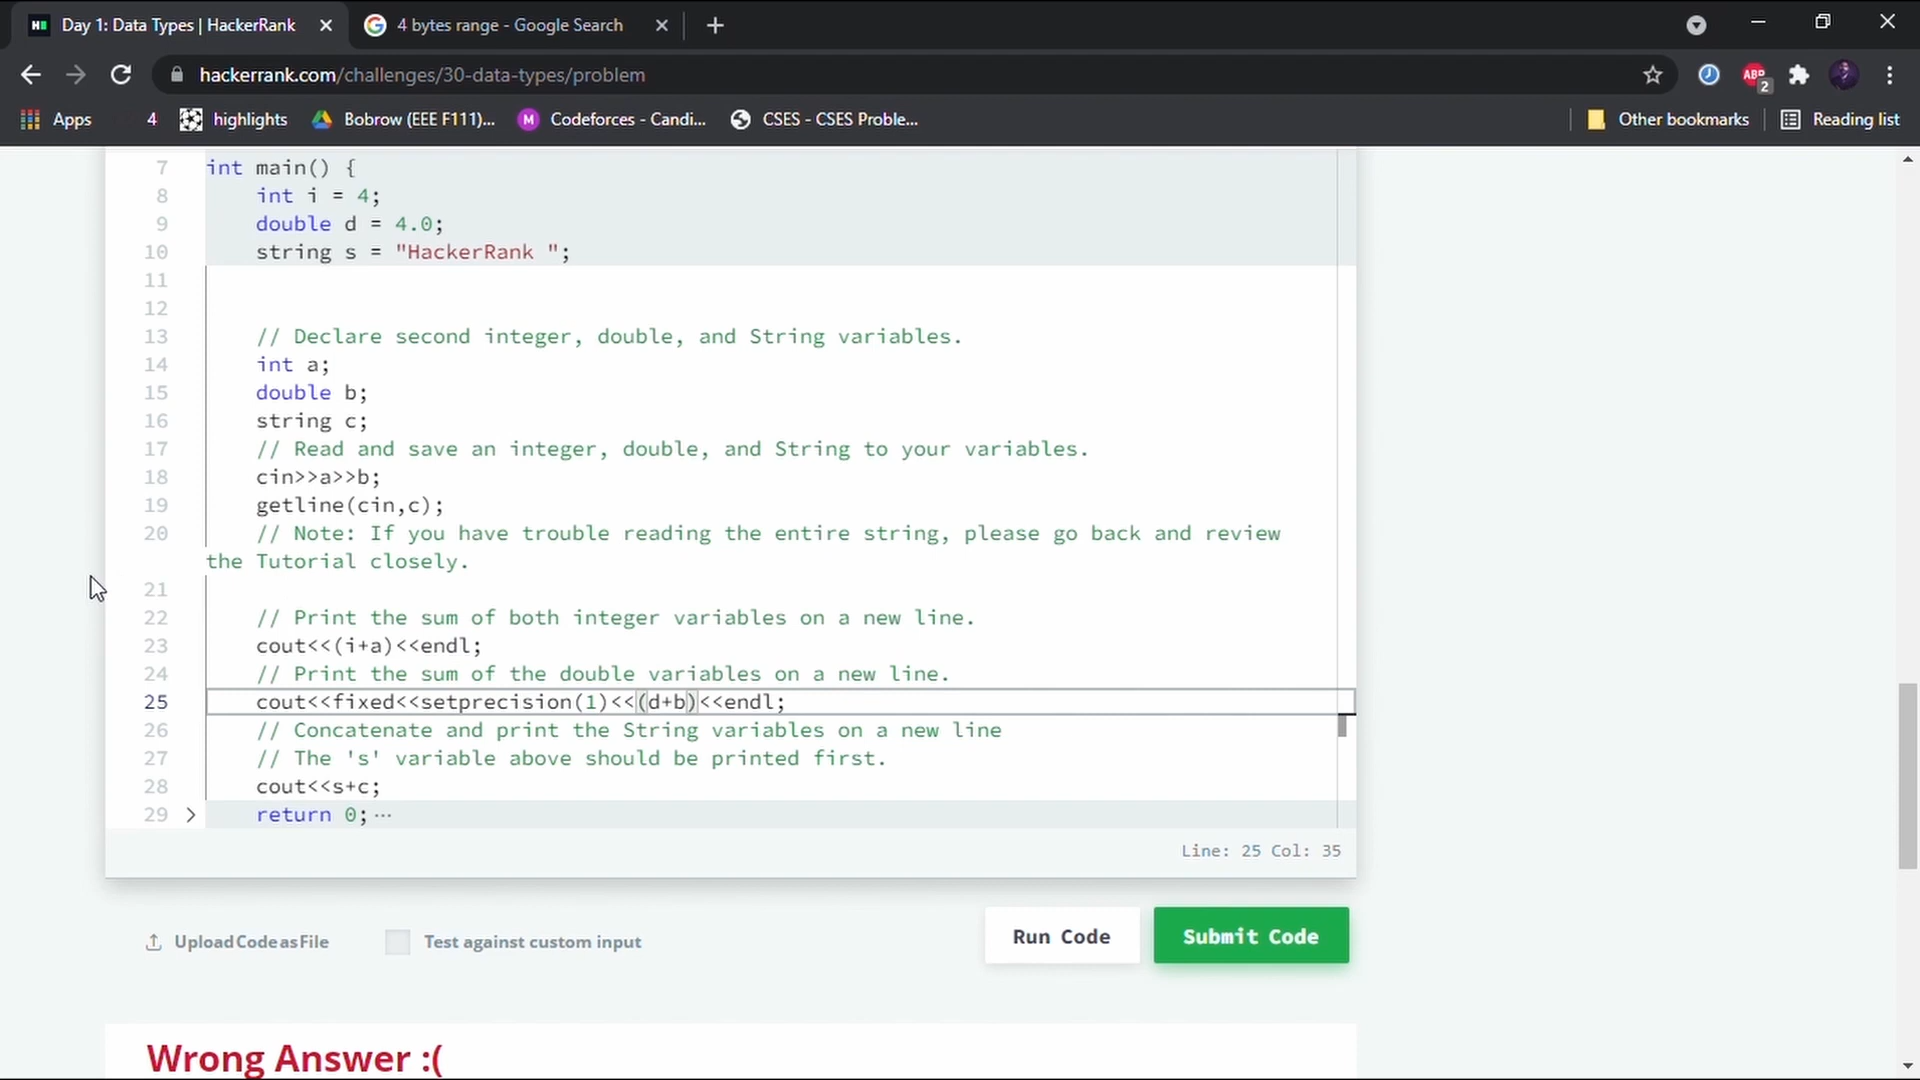 Day 1: Data Types | HackerRank
4 bytes range - Google Search
hackerrank.com/challenges/30-data-types/problem
ABP 2
Apps
4
highlights
Bobrow (EEE F111)...
M Codeforces - Candi...
CSES - CSES Proble...
Other bookmarks
Reading list
7 int main() {
8 int i = 4;
9 double d = 4.0;
10 string s = "HackerRank ";
11
12
13 // Declare second integer, double, and String variables.
14 int a;
15 double b;
16 string c;
17 // Read and save an integer, double, and String to your variables.
18 cin>>a>>b;
19 getline(cin,c);
20 // Note: If you have trouble reading the entire string, please go back and review
the Tutorial closely.
21
22 // Print the sum of both integer variables on a new line.
23 cout<<(i+a)<<endl;
24 // Print the sum of the double variables on a new line.
25 cout<<fixed<<setprecision(1)<<(d+b)<<endl;
26 // Concatenate and print the String variables on a new line
27 // The 's' variable above should be printed first.
28 cout<<s+c;
29 return 0; ...
Line: 25 Col: 35
Upload Code as File
Test against custom input
Run Code
Submit Code
Wrong Answer :(